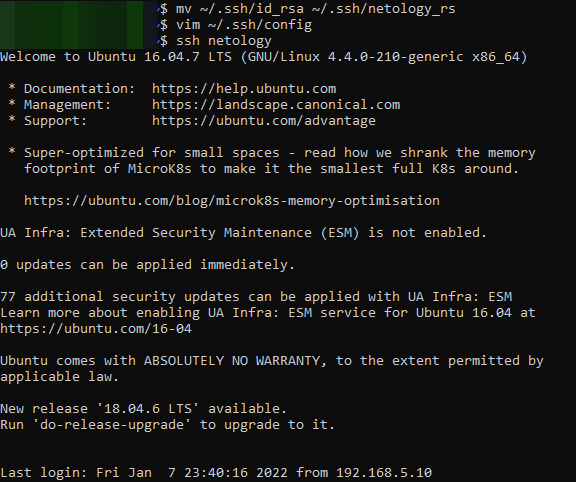 $ mv ~/.ssh/id_rsa ~/.ssh/netology_rs
$ vim ~/.ssh/config
$ ssh netology
Welcome to Ubuntu 16.04.7 LTS (GNU/Linux 4.4.0-210-generic x86_64)
* Documentation:  https://help.ubuntu.com
* Management:     https://landscape.canonical.com
* Support:        https://ubuntu.com/advantage
* Super-optimized for small spaces - read how we shrank the memory
footprint of MicroK8s to make it the smallest full K8s around.
https://ubuntu.com/blog/microk8s-memory-optimisation
UA Infra: Extended Security Maintenance (ESM) is not enabled.
0 updates can be applied immediately.
77 additional security updates can be applied with UA Infra: ESM
Learn more about enabling UA Infra: ESM service for Ubuntu 16.04 at
https://ubuntu.com/16-04
Ubuntu comes with ABSOLUTELY NO WARRANTY, to the extent permitted by
applicable law.
New release '18.04.6 LTS' available.
Run 'do-release-upgrade' to upgrade to it.
Last login: Fri Jan  7 23:40:16 2022 from 192.168.5.10